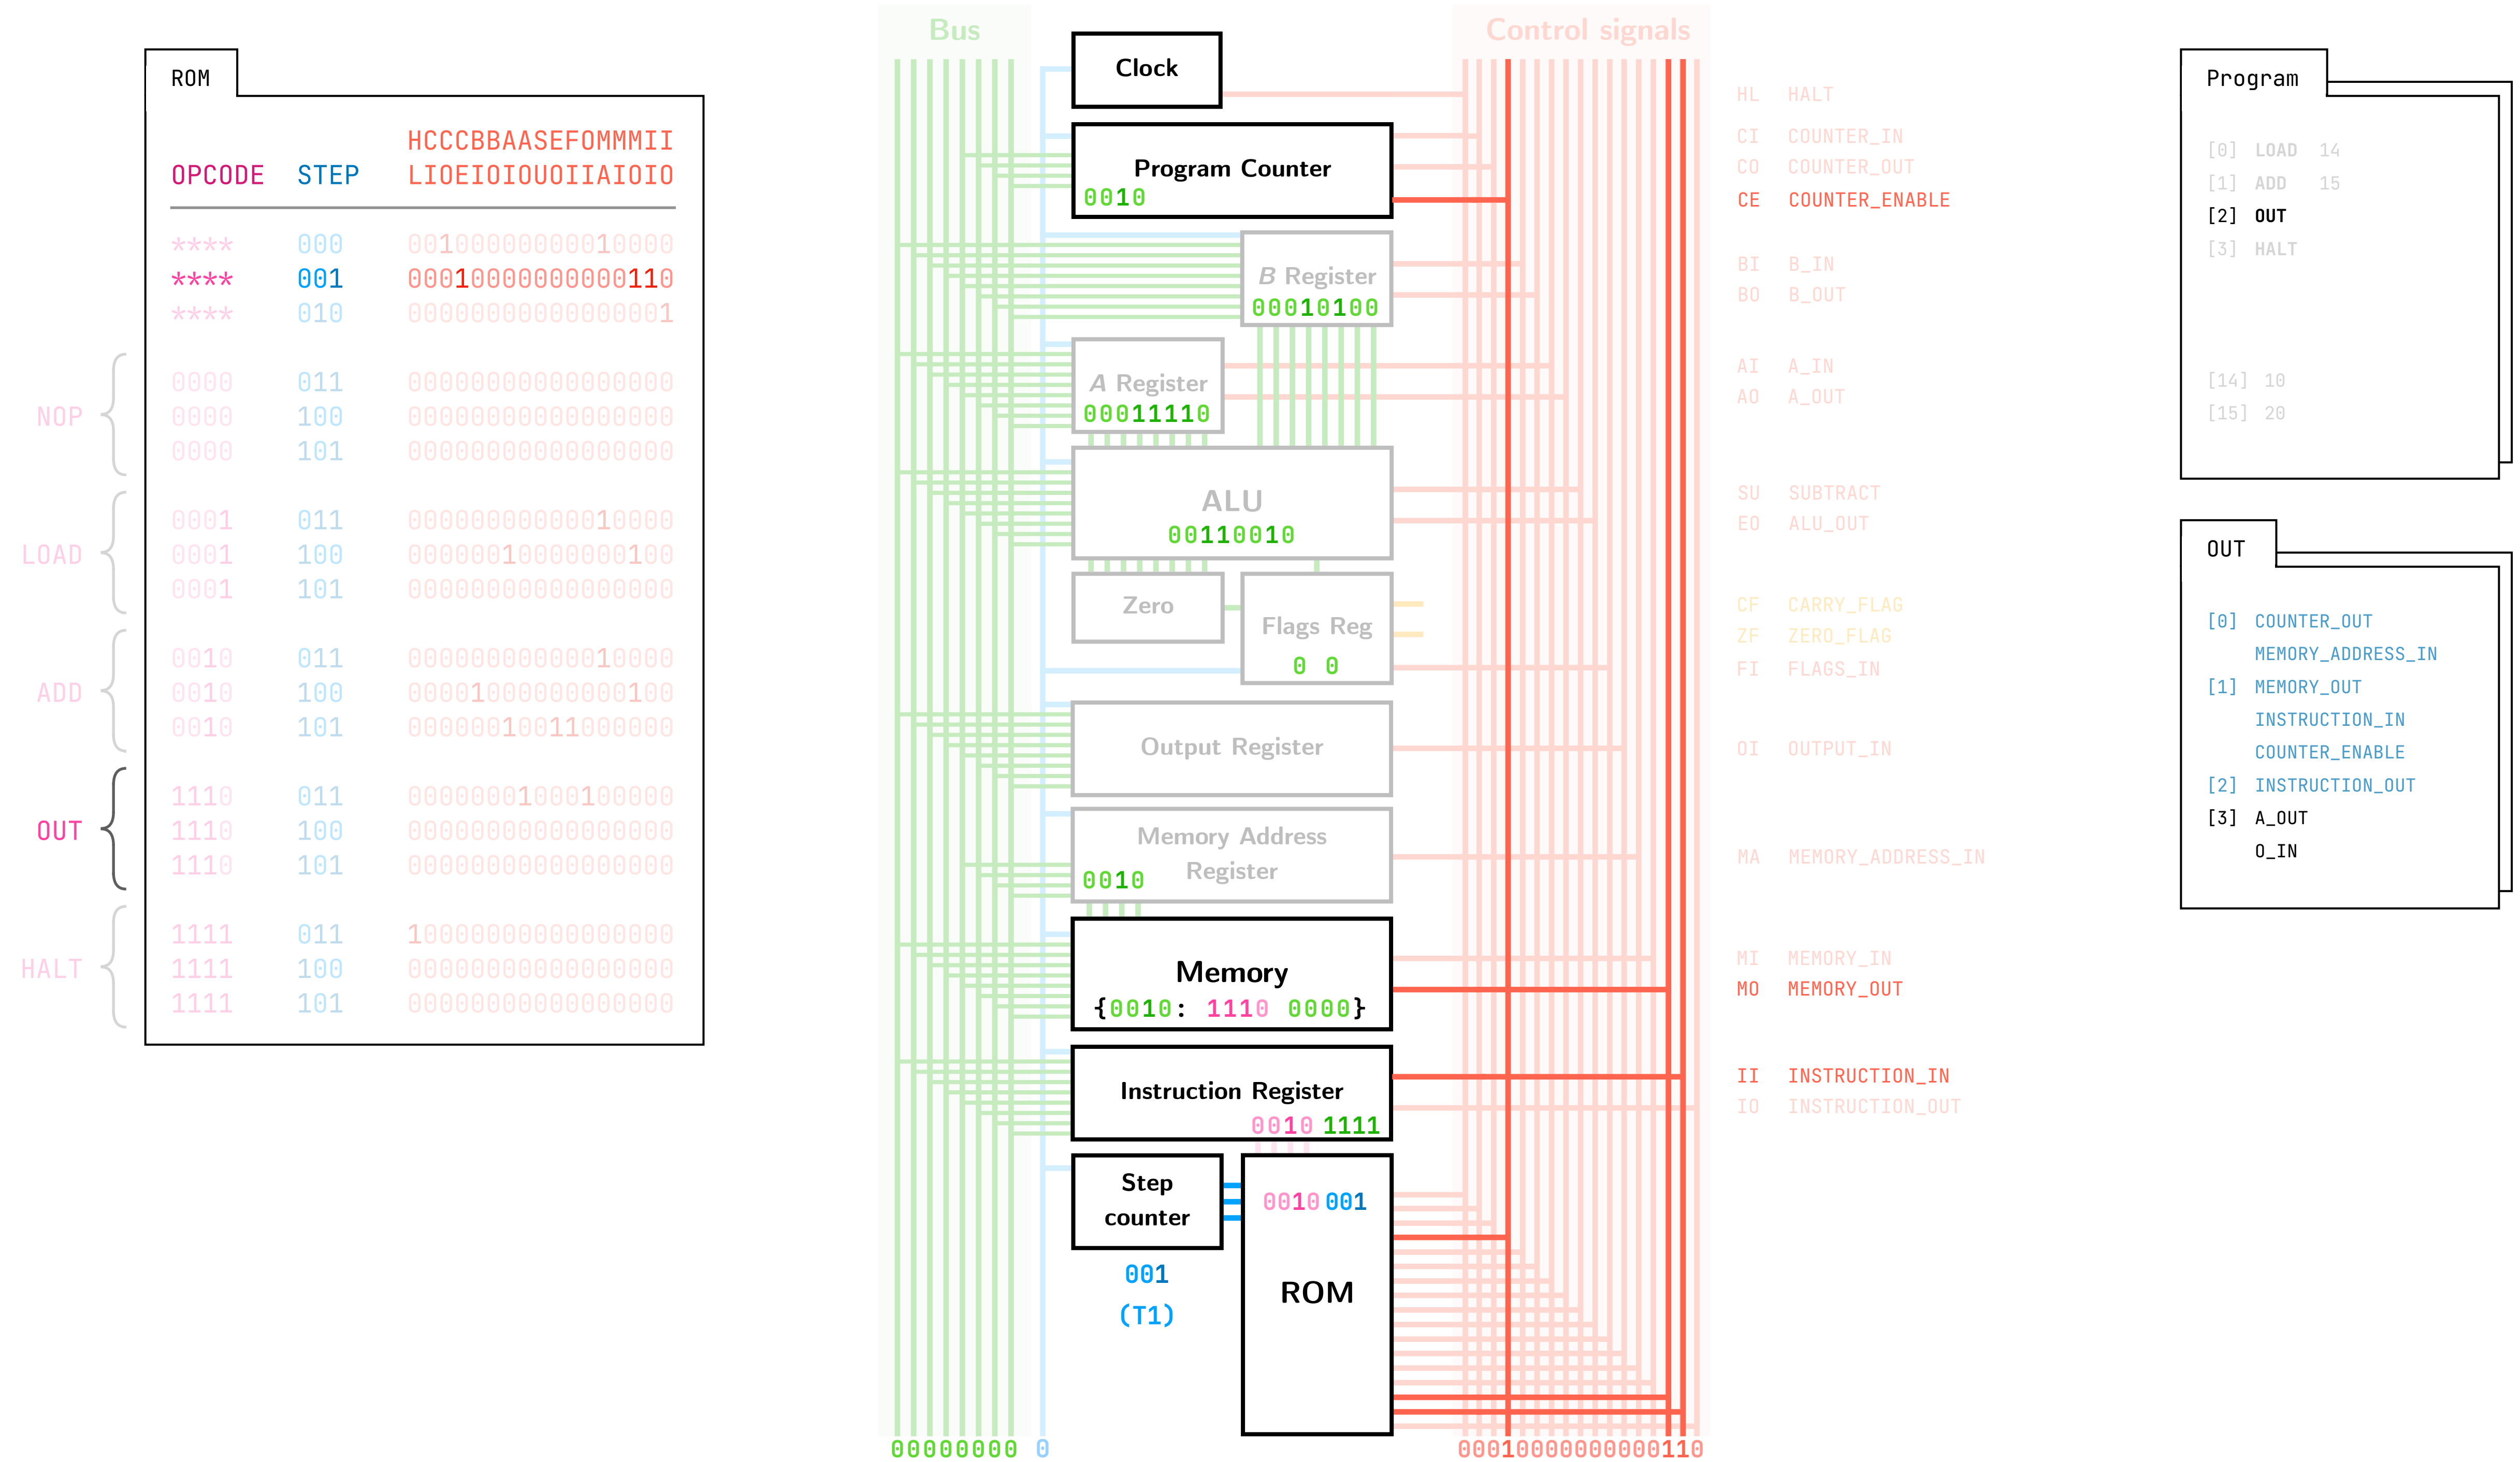 ROM
HCCCBBAASEFOMMMII
OPCODE STEP LIOEIOIOUOIIAIOIO
**** 000 00100000000010000
**** 001 00010000000000110
**** 010 00000000000000001
NOP
0000 011 00000000000000000
0000 100 00000000000000000
0000 101 00000000000000000
LOAD
0001 011 00000000000010000
0001 100 00000010000000100
0001 101 00000000000000000
ADD
0010 011 00000000000010000
0010 100 00001000000000100
0010 101 00000010011000000
OUT
1110 011 00000001000100000
1110 100 00000000000000000
1110 101 00000000000000000
HALT
1111 011 10000000000000000
1111 100 00000000000000000
1111 101 00000000000000000
Bus
Control signals
Clock
Program Counter
0010
B Register
00010100
A Register
00011110
ALU
00110010
Zero
Flags Reg
0 0
Output Register
Memory Address
Register
0010
Memory
{0010: 1110 0000}
Instruction Register
0010 1111
Step
counter
001
(T1)
0010 001
ROM
00000000 0
00010000000000110
HL HALT
CI COUNTER_IN
CO COUNTER_OUT
CE COUNTER_ENABLE
BI B_IN
BO B_OUT
AI A_IN
AO A_OUT
SU SUBTRACT
EO ALU_OUT
CF CARRY_FLAG
ZF ZERO_FLAG
FI FLAGS_IN
OI OUTPUT_IN
MA MEMORY_ADDRESS_IN
MI MEMORY_IN
MO MEMORY_OUT
II INSTRUCTION_IN
IO INSTRUCTION_OUT
Program
[0] LOAD 14
[1] ADD 15
[2] OUT
[3] HALT
[14] 10
[15] 20
OUT
[0] COUNTER_OUT
MEMORY_ADDRESS_IN
[1] MEMORY_OUT
INSTRUCTION_IN
COUNTER_ENABLE
[2] INSTRUCTION_OUT
[3] A_OUT
O_IN